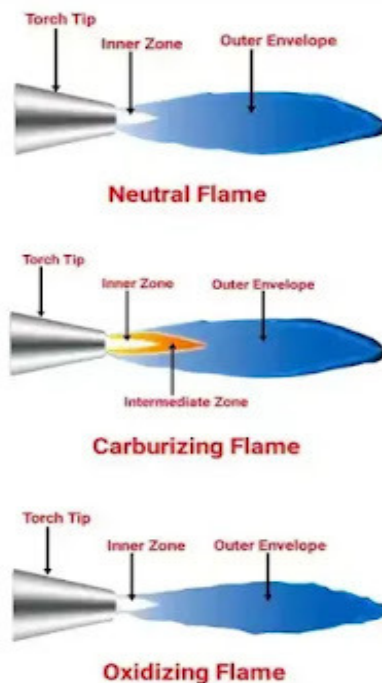 Torch Tip
Inner Zone
Outer Envelope
Neutral Flame
Torch Tip
Inner Zone
Outer Envelope
Intermediate Zone
Carburizing Flame
Torch Tip
Inner Zone
Outer Envelope
Oxidizing Flame